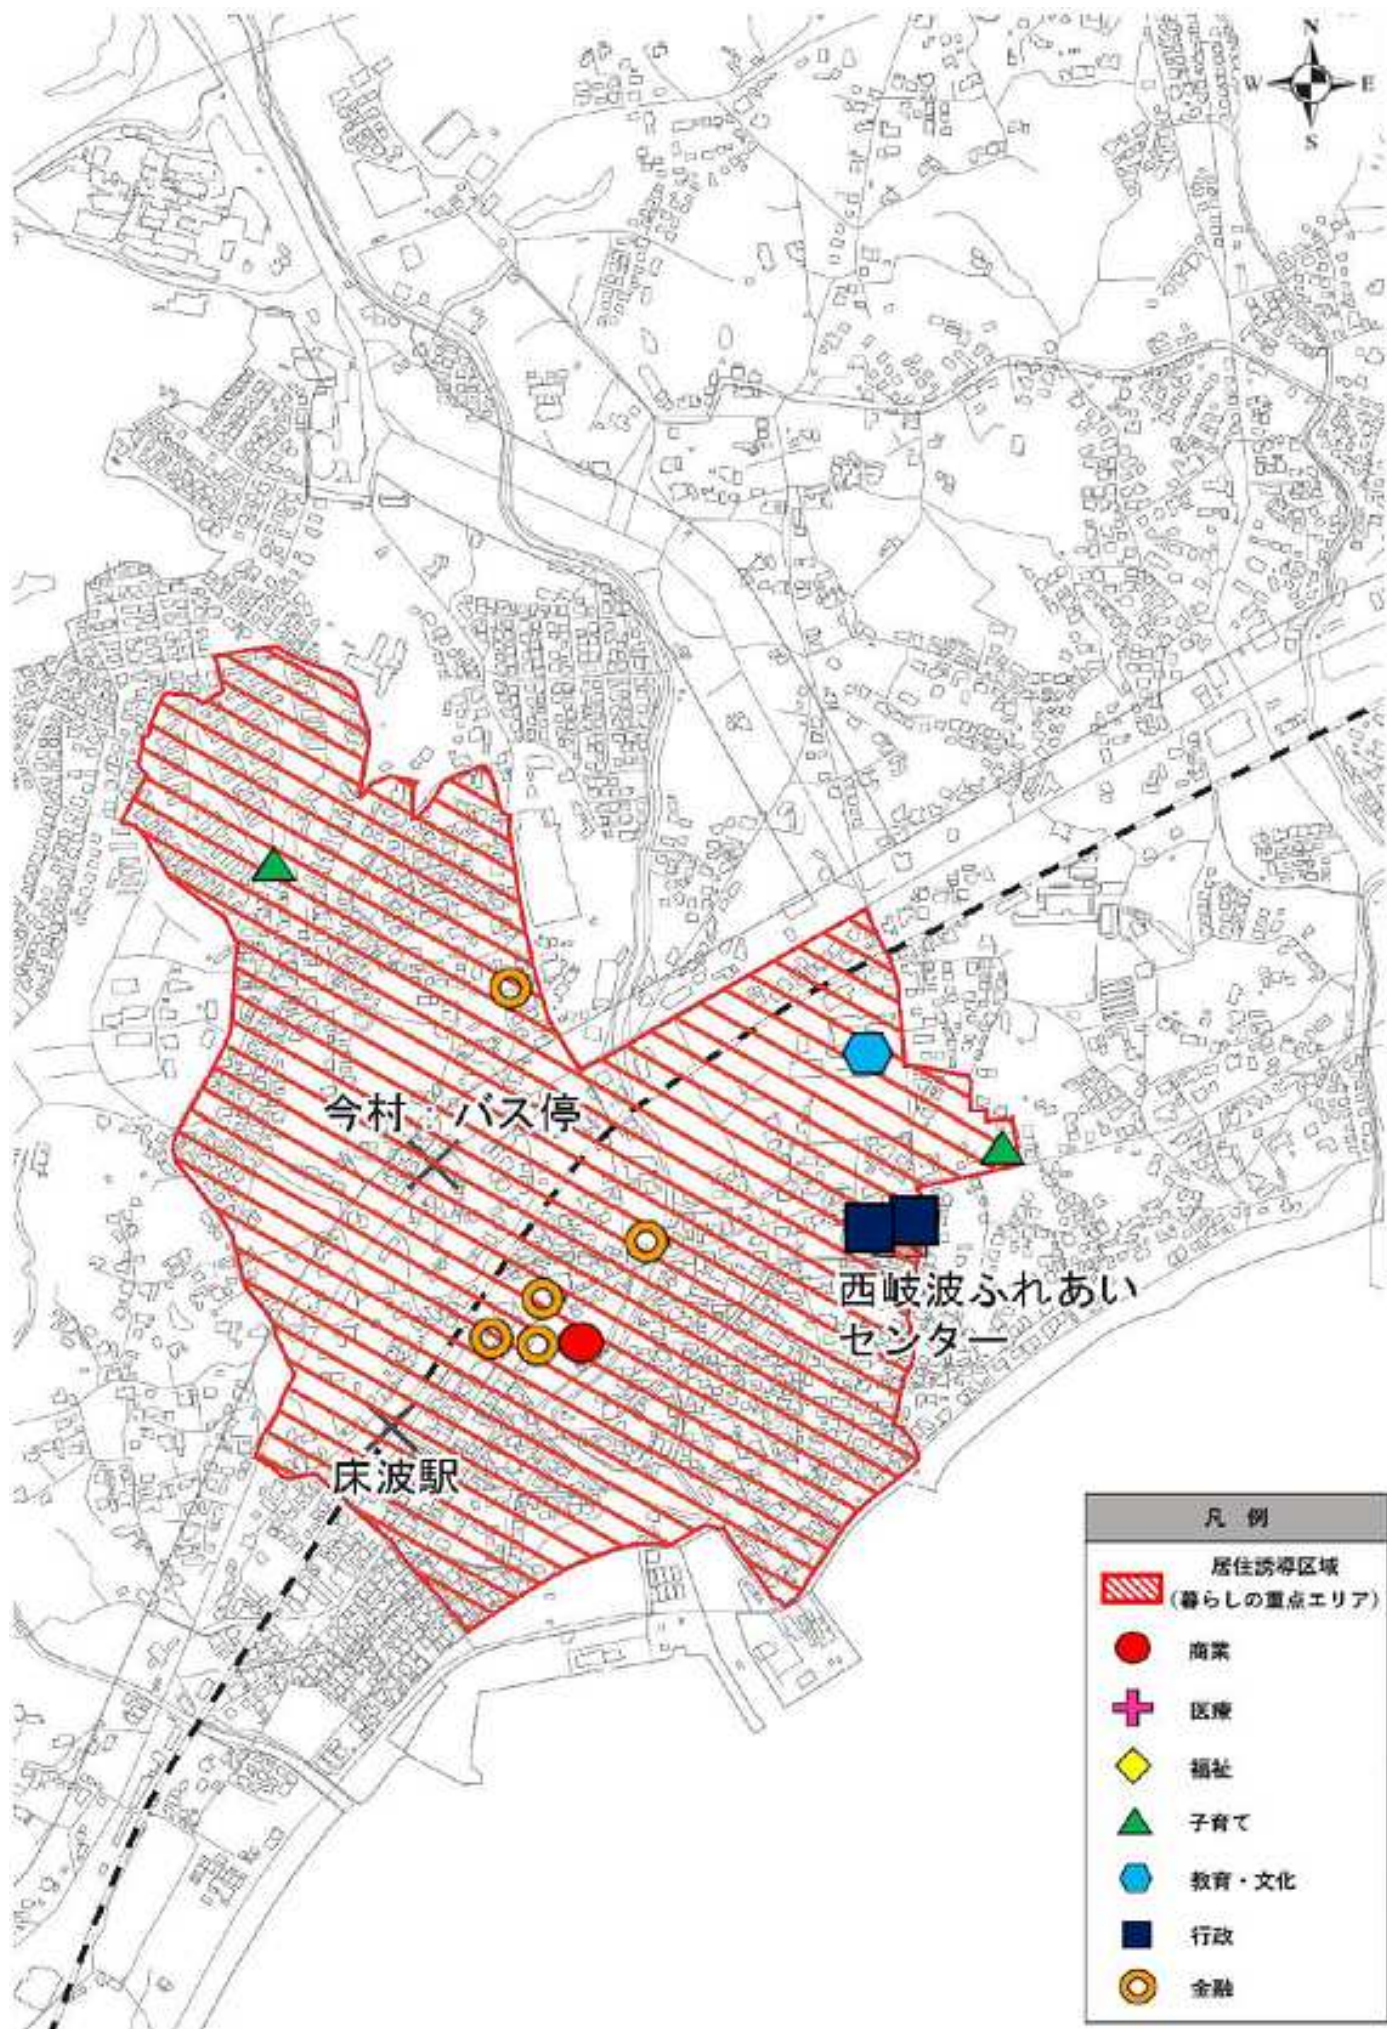 N
W E
S
今村 バス停
西岐波ふれあい
センター
床波駅
凡 例
居住誘導区域
(暮らしの重点エリア)
商業
医療
福祉
子育て
教育・文化
行政
金融